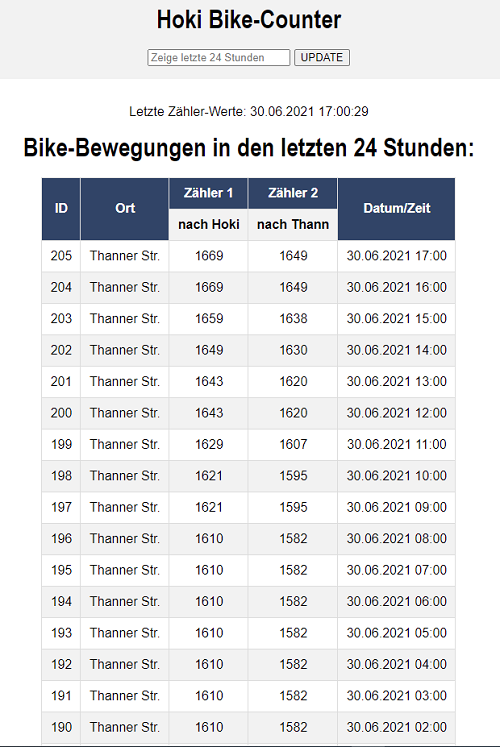 Hoki Bike-Counter
Zeige letzte 24 Stunden UPDATE
Letzte Zähler-Werte: 30.06.2021 17:00:29
Bike-Bewegungen in den letzten 24 Stunden:
ID Ort Zähler 1 Zähler 2 Datum/Zeit
nach Hoki nach Thann
205 Thanner Str. 1669 1649 30.06.2021 17:00
204 Thanner Str. 1669 1649 30.06.2021 16:00
203 Thanner Str. 1659 1638 30.06.2021 15:00
202 Thanner Str. 1649 1630 30.06.2021 14:00
201 Thanner Str. 1643 1620 30.06.2021 13:00
200 Thanner Str. 1643 1620 30.06.2021 12:00
199 Thanner Str. 1629 1607 30.06.2021 11:00
198 Thanner Str. 1621 1595 30.06.2021 10:00
197 Thanner Str. 1621 1595 30.06.2021 09:00
196 Thanner Str. 1610 1582 30.06.2021 08:00
195 Thanner Str. 1610 1582 30.06.2021 07:00
194 Thanner Str. 1610 1582 30.06.2021 06:00
193 Thanner Str. 1610 1582 30.06.2021 05:00
192 Thanner Str. 1610 1582 30.06.2021 04:00
191 Thanner Str. 1610 1582 30.06.2021 03:00
190 Thanner Str. 1610 1582 30.06.2021 02:00